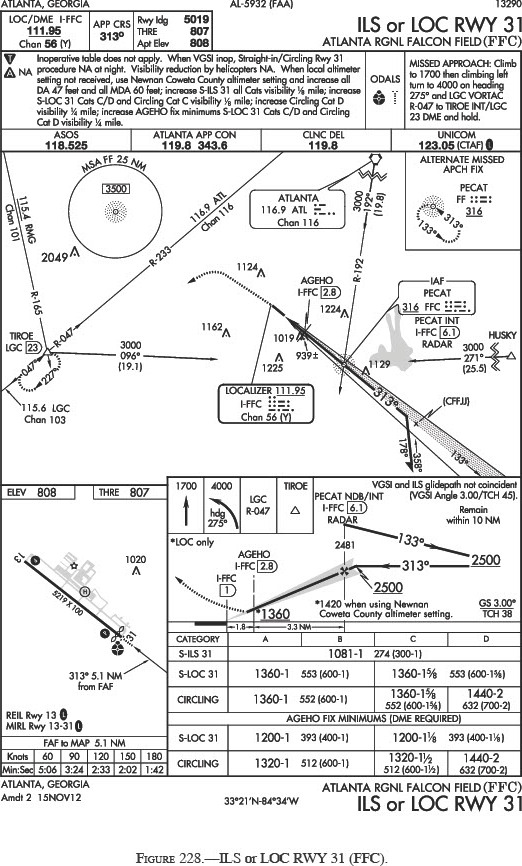 ATLANTA, GEORGIA
AL-5932 (FAA)
13290
LOC/DME I-FFC
111.95
Chan 56 (Y)
APP CRS
313°
Rwy ldg 5019
THRE 807
Apt Elev 808
ILS or LOC RWY 31
ATLANTA RGNL FALCON FIELD (FFC)
T
A NA
Inoperative table does not apply. When VGSI inop, Straight-in/Circling Rwy 31
procedure NA at night. Visibility reduction by helicopters NA. When local altimeter
setting not received, use Newnan Coweta County altimeter setting and increase all
DA 47 feet and all MDA 60 feet; increase S-ILS 31 all Cats visibility ⅛ mile; increase
S-LOC 31 Cats C/D and Circling Cat C visibility ⅛ mile; increase Circling Cat D
visibility ¼ mile; increase AGEHO fix minimums S-LOC 31 Cats C/D and Circling
Cat D visibility ¼ mile.
ODALS
MISSED APPROACH: Climb
to 1700 then climbing left
turn to 4000 on heading
275° and LGC VORTAC
R-047 to TIROE INT/LGC
23 DME and hold.
ASOS
118.525
ATLANTA APP CON
119.8 343.6
CLNC DEL
119.8
UNICOM
123.05 (CTAF)
MSA FF 25 NM
3500
115.4 RMG
Chan 101
116.9 ATL
Chan 116
R-233
R-165
2049
ATLANTA
116.9 ATL
Chan 116
3000
192°
(19.8)
R-192
ALTERNATE MISSED
APCH FIX
PECAT
FF
316
313°
133°
1124
AGEHO
I-FFC 2.8
1224
IAF
PECAT
316 FF
PECAT INT
I-FFC 6.1
RADAR
HUSKY
3000
271°
(25.5)
TIROE
LGC 23
R-047
047°
227°
3000
096°
(19.1)
1162
1019
939±
1225
1129
LOCALIZER 111.95
I-FFC
Chan 56 (Y)
115.6 LGC
Chan 103
313°
(CFFJJ)
133°
178°
358°
ELEV 808
THRE 807
1020
13
5219 X 100
31
313° 5.1 NM
from FAF
REIL Rwy 13
MIRL Rwy 13-31
FAF to MAP 5.1 NM
Knots 60 90 120 150 180
Min:Sec 5:06 3:24 2:33 2:02 1:42
1700
4000
hdg
275°
LGC
R-047
TIROE
PECAT NDB/INT
I-FFC 6.1
RADAR
2481
VGSI and ILS glidepath not coincident
(VGSI Angle 3.00/TCH 45).
Remain
within 10 NM
*LOC only
AGEHO
I-FFC 2.8
I-FFC
1
133°
2500
313°
2500
*1360
*1420 when using Newnan
Coweta County altimeter setting.
GS 3.00°
TCH 38
1.8
3.3 NM
CATEGORY A B C D
S-ILS 31 1081-1 274 (300-1)
S-LOC 31 1360-1 553 (600-1) 1360-1⅝ 553 (600-1⅝)
CIRCLING 1360-1 552 (600-1) 1360-1⅝ 552 (600-1⅝) 1440-2 632 (700-2)
AGEHO FIX MINIMUMS (DME REQUIRED)
S-LOC 31 1200-1 393 (400-1) 1200-1⅛ 393 (400-1⅛)
CIRCLING 1320-1 512 (600-1) 1320-1½ 512 (600-1½) 1440-2 632 (700-2)
ATLANTA, GEORGIA
Amdt 2 15NOV12
33°21'N-84°34'W
ATLANTA RGNL FALCON FIELD (FFC)
ILS or LOC RWY 31
FIGURE 228.—ILS or LOC RWY 31 (FFC).